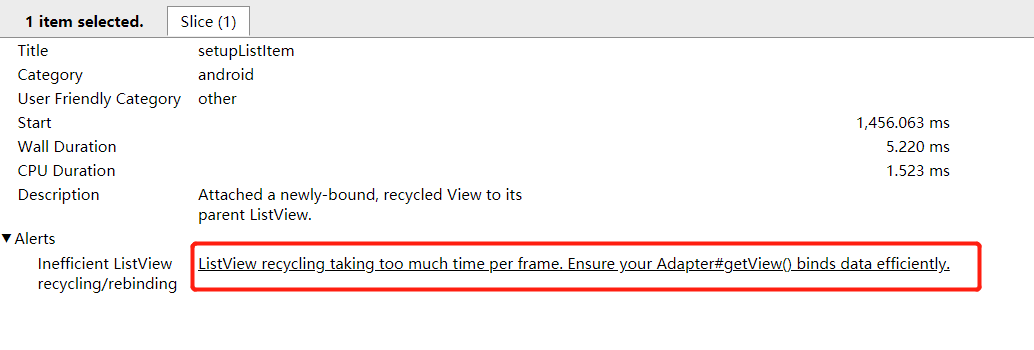 1 item selected. Slice (1)
Title setupListItem
Category android
User Friendly Category other
Start 1,456.063 ms
Wall Duration 5.220 ms
CPU Duration 1.523 ms
Description Attached a newly-bound, recycled View to its
parent ListView.
▼Alerts
Inefficient ListView ListView recycling taking too much time per frame. Ensure your Adapter#getView() binds data efficiently.
recycling/rebinding